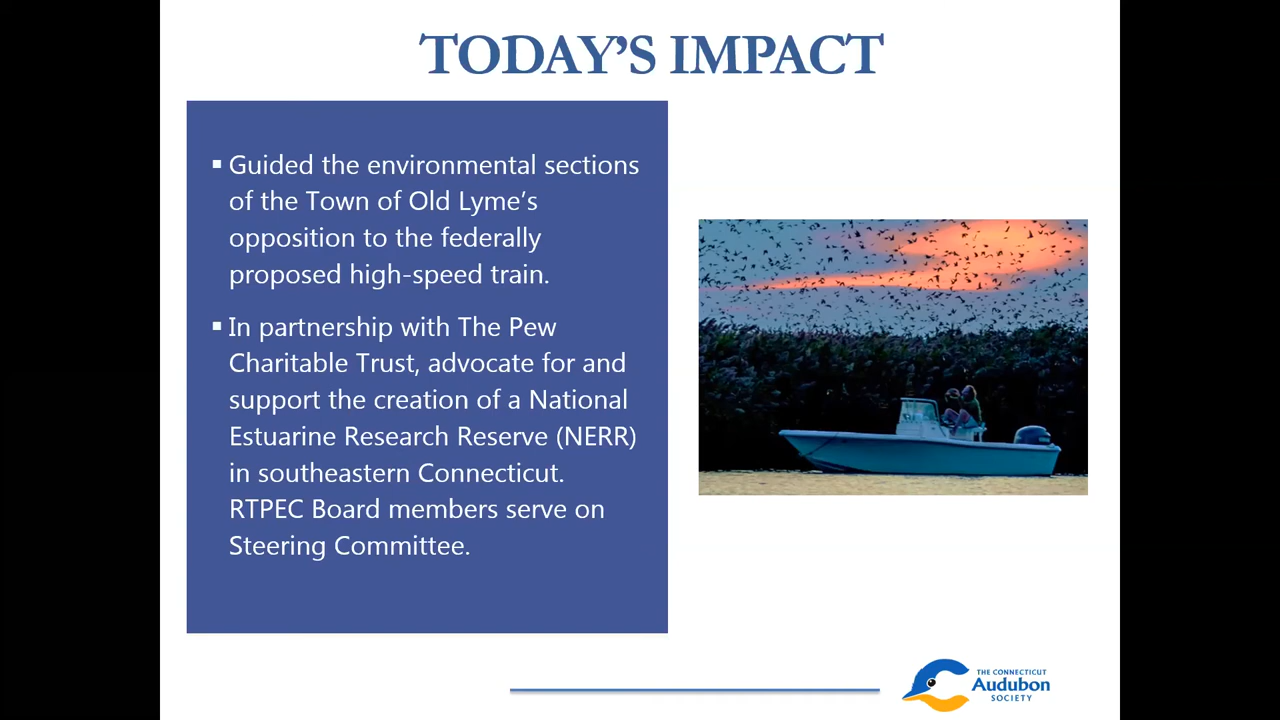 TODAY’S IMPACT
▪ Guided the environmental sections
of the Town of Old Lyme’s
opposition to the federally
proposed high-speed train.
▪ In partnership with The Pew
Charitable Trust, advocate for and
support the creation of a National
Estuarine Research Reserve (NERR)
in southeastern Connecticut.
RTPEC Board members serve on
Steering Committee.
THE CONNECTICUT
Audubon
SOCIETY